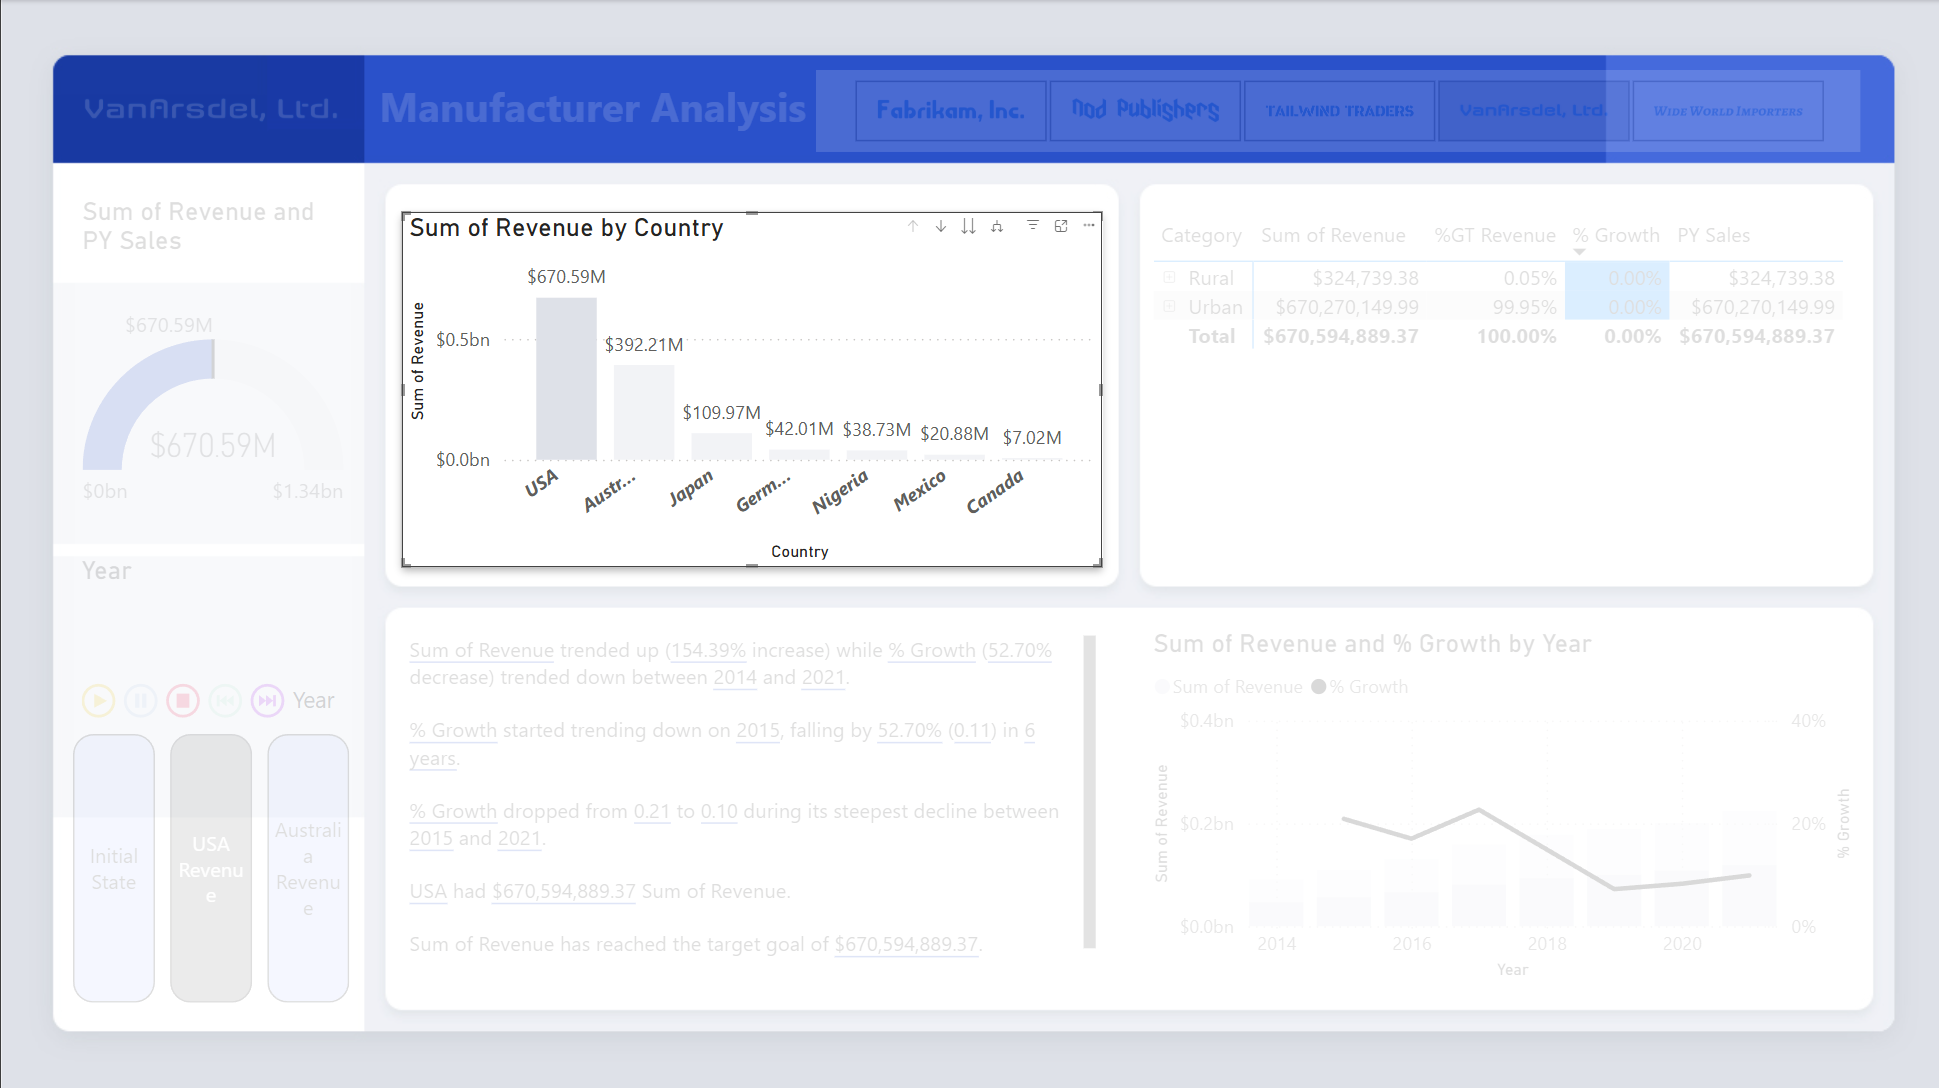 VanArsdel, Ltd.
Manufacturer Analysis
Fabrikam, Inc.
Nod Publishers
TAILWIND TRADERS
VanArsdel, Ltd.
WIDE WORLD IMPORTERS
Sum of Revenue and
PY Sales
$670.59M
$670.59M
$0bn
$1.34bn
Year
Year
Initial
State
USA
Revenu
e
Australi
a
Revenu
e
Sum of Revenue by Country
Sum of Revenue
$0.5bn
$0.0bn
$670.59M
$392.21M
$109.97M
$42.01M
$38.73M
$20.88M
$7.02M
USA
Austr...
Japan
Germ...
Nigeria
Mexico
Canada
Country
Category Sum of Revenue %GT Revenue % Growth PY Sales
Rural $324,739.38 0.05% 0.00% $324,739.38
Urban $670,270,149.99 99.95% 0.00% $670,270,149.99
Total $670,594,889.37 100.00% 0.00% $670,594,889.37
Sum of Revenue trended up (154.39% increase) while % Growth (52.70%
decrease) trended down between 2014 and 2021.
% Growth started trending down on 2015, falling by 52.70% (0.11) in 6
years.
% Growth dropped from 0.21 to 0.10 during its steepest decline between
2015 and 2021.
USA had $670,594,889.37 Sum of Revenue.
Sum of Revenue has reached the target goal of $670,594,889.37.
Sum of Revenue and % Growth by Year
Sum of Revenue % Growth
Sum of Revenue
$0.4bn
$0.2bn
$0.0bn
40%
20%
0%
% Growth
2014
2016
2018
2020
Year